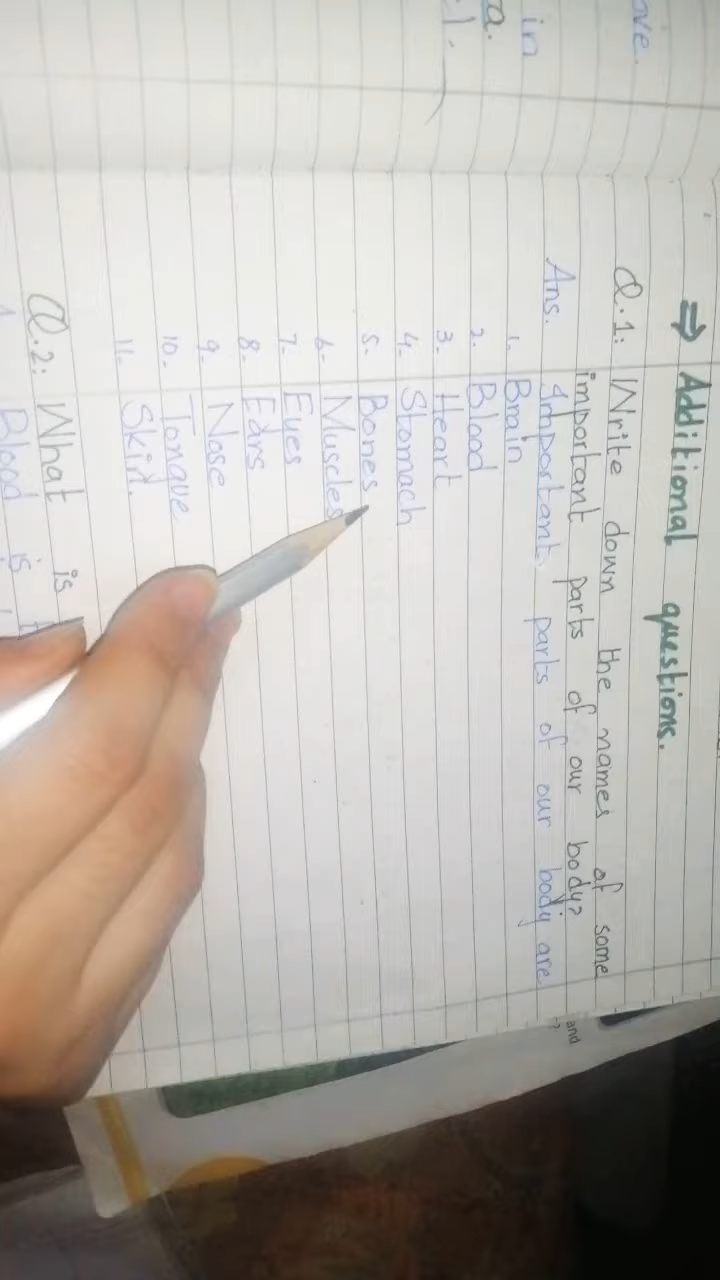 ⇒ Additional questions.
Q.1: Write down the names of some
important parts of our body?
Ans. Important parts of our body are
1. Brain
2. Blood
3. Heart
4. Stomach
5. Bones
6. Muscles
7. Eyes
8. Ears
9. Nose
10. Tongue
11. Skin.
Q.2: What is
Blood is
in
a.
and